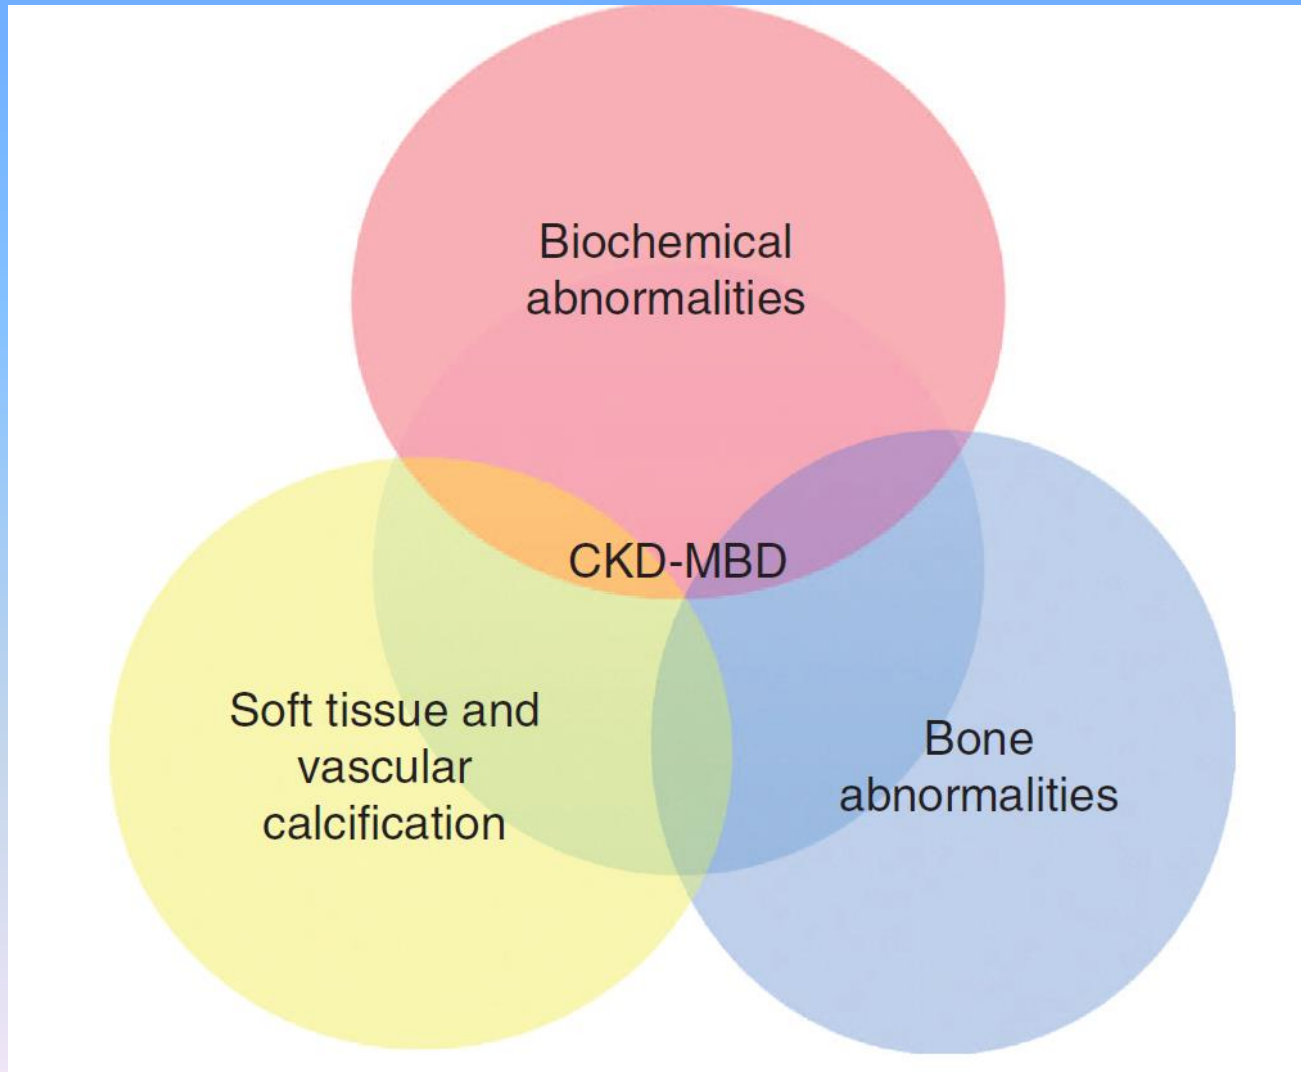 Biochemical
abnormalities
CKD-MBD
Soft tissue and
vascular
calcification
Bone
abnormalities